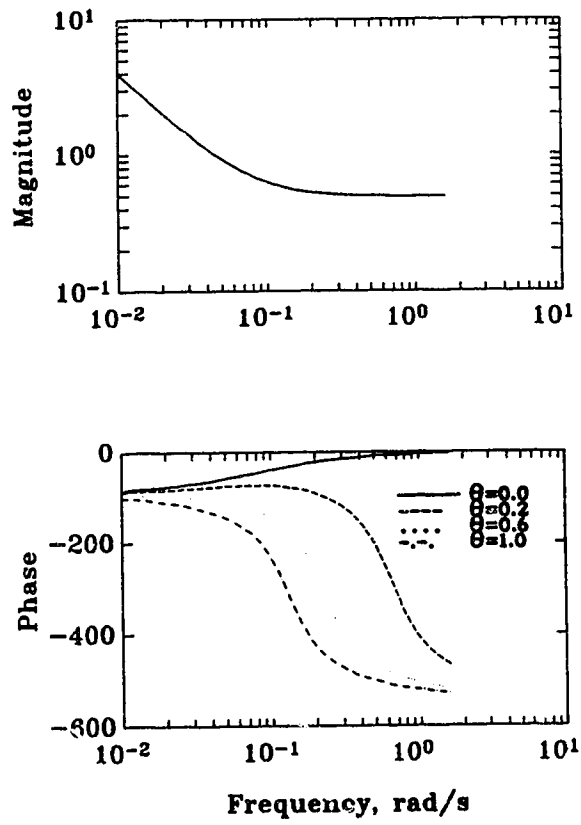 Magnitude
10¹
10⁰
10⁻¹
10⁻² 10⁻¹ 10⁰ 10¹
Phase
0
-200
-400
-600
Θ=0.0
Θ=0.2
Θ=0.6
Θ=1.0
10⁻² 10⁻¹ 10⁰ 10¹
Frequency, rad/s